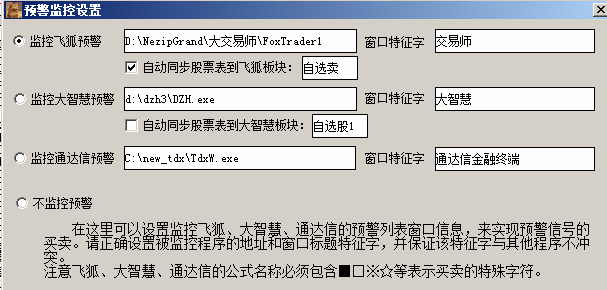 预警监控设置
监控飞狐预警 D:\NezipGrand\大交易师\FoxTrader1 窗口特征字 交易师
自动同步股票表到飞狐板块: 自选卖
监控大智慧预警 d:\dzh3\DZH.exe 窗口特征字 大智慧
自动同步股票表到大智慧板块: 自选股1
监控通达信预警 C:\new_tdx\TdxW.exe 窗口特征字 通达信金融终端
不监控预警
在这里可以设置监控飞狐、大智慧、通达信的预警列表窗口信息，来实现预警信号的
买卖。请正确设置被监控程序的地址和窗口标题特征字，并保证该特征字与其他程序不冲
突。
注意飞狐、大智慧、通达信的公式名称必须包含■□※☆等表示买卖的特殊字符。